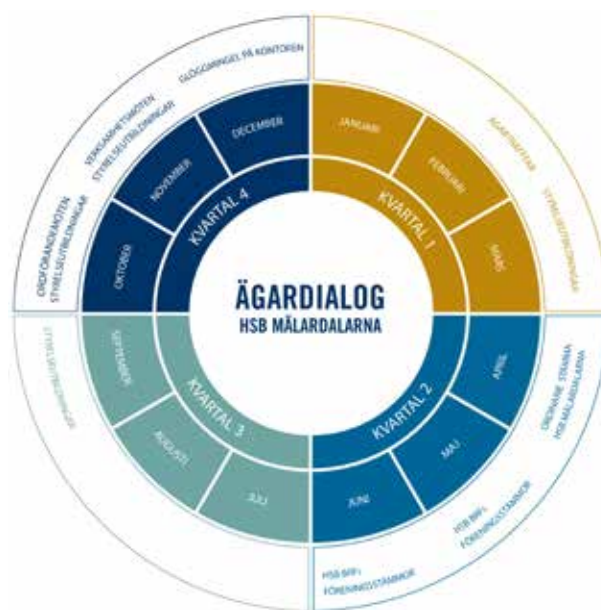 ÄGARDIALOG
HSB MÄLARDALARNA
KVARTAL 1
JANUARI
FEBRUARI
MARS
ÄGARTRÄFFAR
STYRELSEUTBILDNINGAR
KVARTAL 2
APRIL
MAJ
JUNI
ORDINARIE STÄMMA
HSB MÄLARDALARNA
HSB BRFs
FÖRENINGSSTÄMMOR
HSB BRFs
FÖRENINGSSTÄMMOR
KVARTAL 3
JULI
AUGUSTI
SEPTEMBER
STYRELSEUTBILDNINGAR
KVARTAL 4
OKTOBER
NOVEMBER
DECEMBER
ORDFÖRANDEMÖTEN
STYRELSEUTBILDNINGAR
VERKSAMHETSMÖTEN
STYRELSEUTBILDNINGAR
GLÖGGMINGEL PÅ KONTOREN